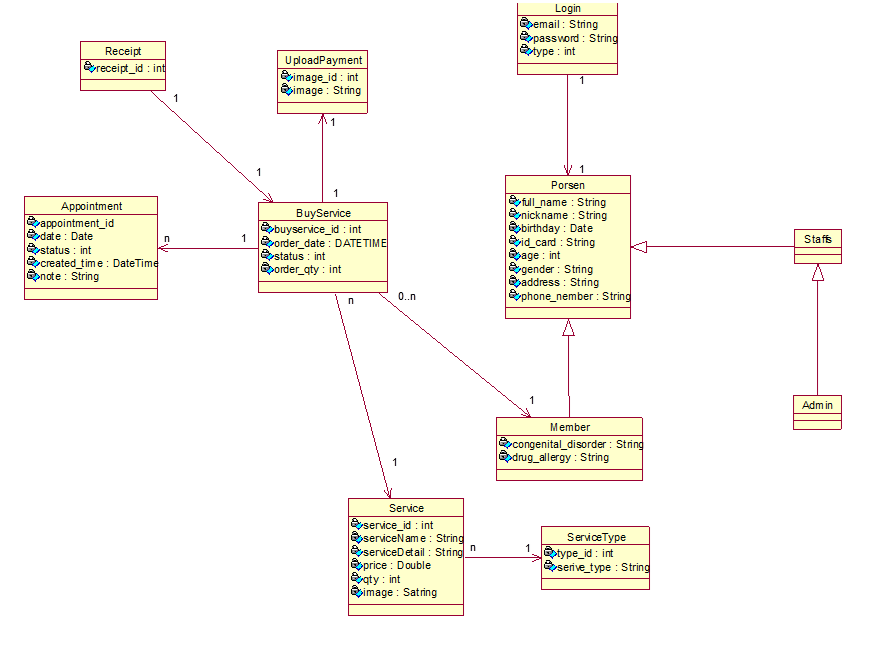 Login
email : String
password : String
type : int
1
1
Receipt
receipt_id : int
1
1
UploadPayment
image_id : int
image : String
1
1
Porsen
full_name : String
nickname : String
birthday : Date
id_card : String
age : int
gender : String
address : String
phone_nember : String
Appointment
appointment_id
date : Date
status : int
created_time : DateTime
note : String
n
1
BuyService
buyservice_id : int
order_date : DATETIME
status : int
order_qty : int
n
0..n
1
1
Staffs
Admin
Member
congenital_disorder : String
drug_allergy : String
Service
service_id : int
serviceName : String
serviceDetail : String
price : Double
qty : int
image : Satring
n
1
ServiceType
type_id : int
serive_type : String